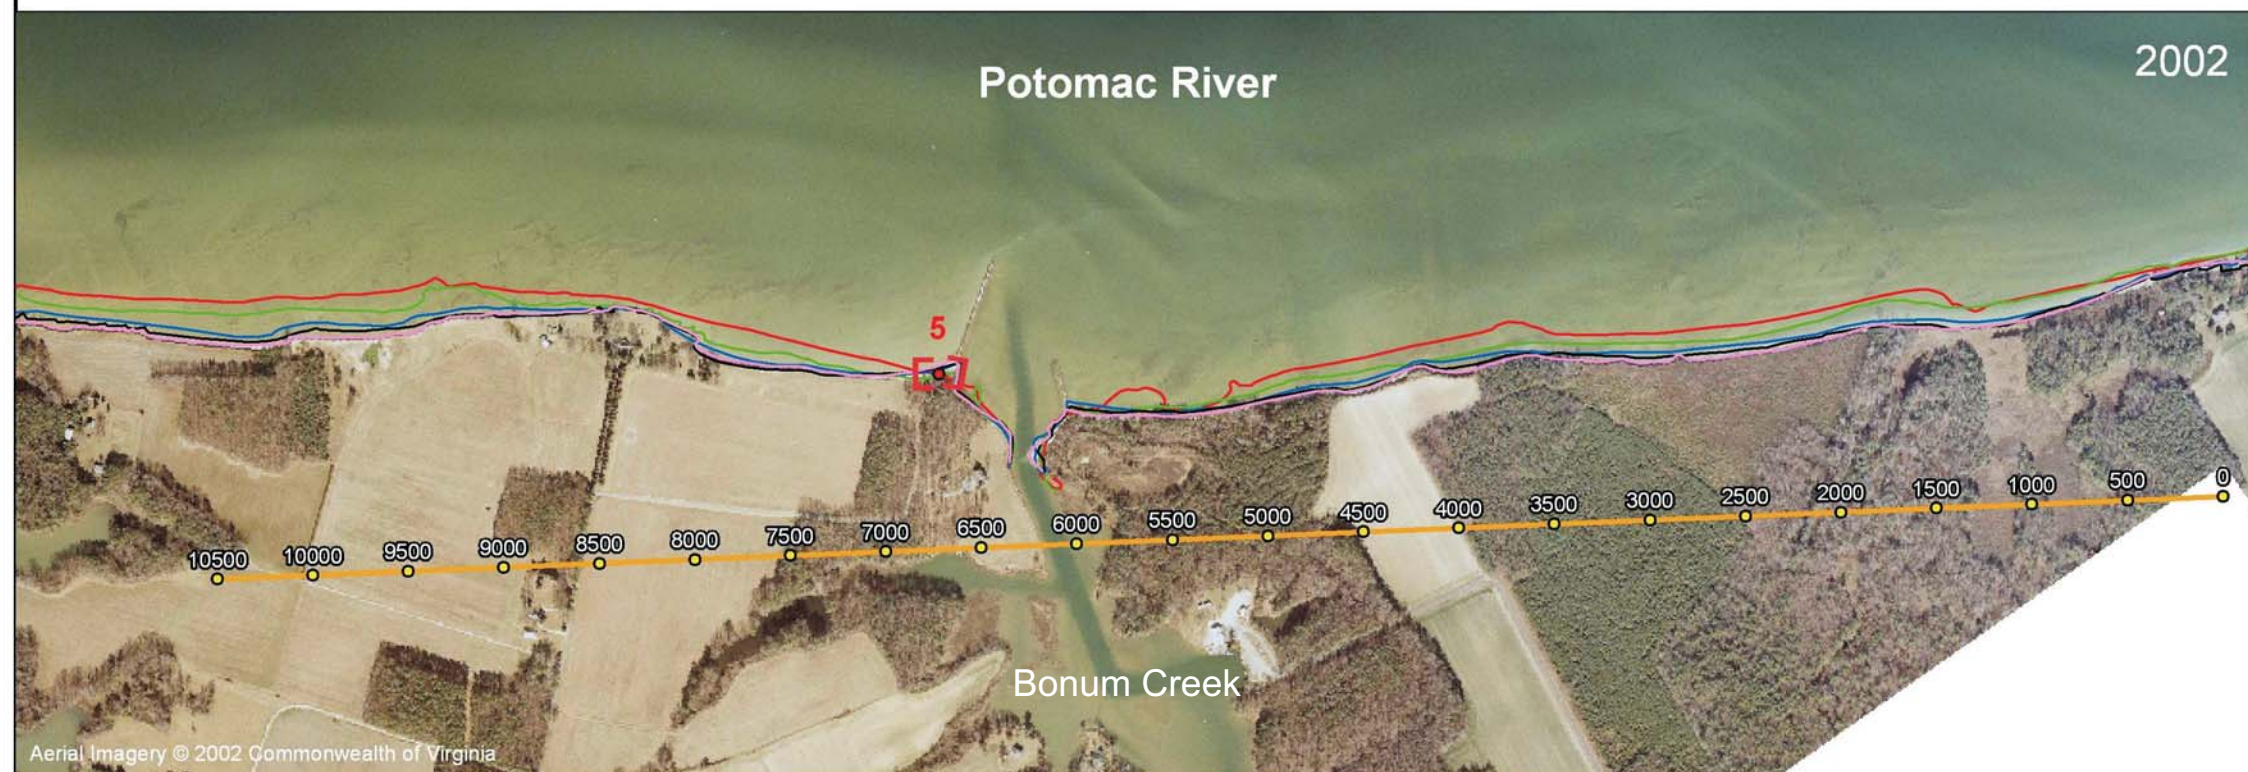 2002
Potomac River
5
10500 10000 9500 9000 8500 8000 7500 7000 6500 6000 5500 5000 4500 4000 3500 3000 2500 2000 1500 1000 500 0
Bonum Creek
Aerial Imagery © 2002 Commonwealth of Virginia